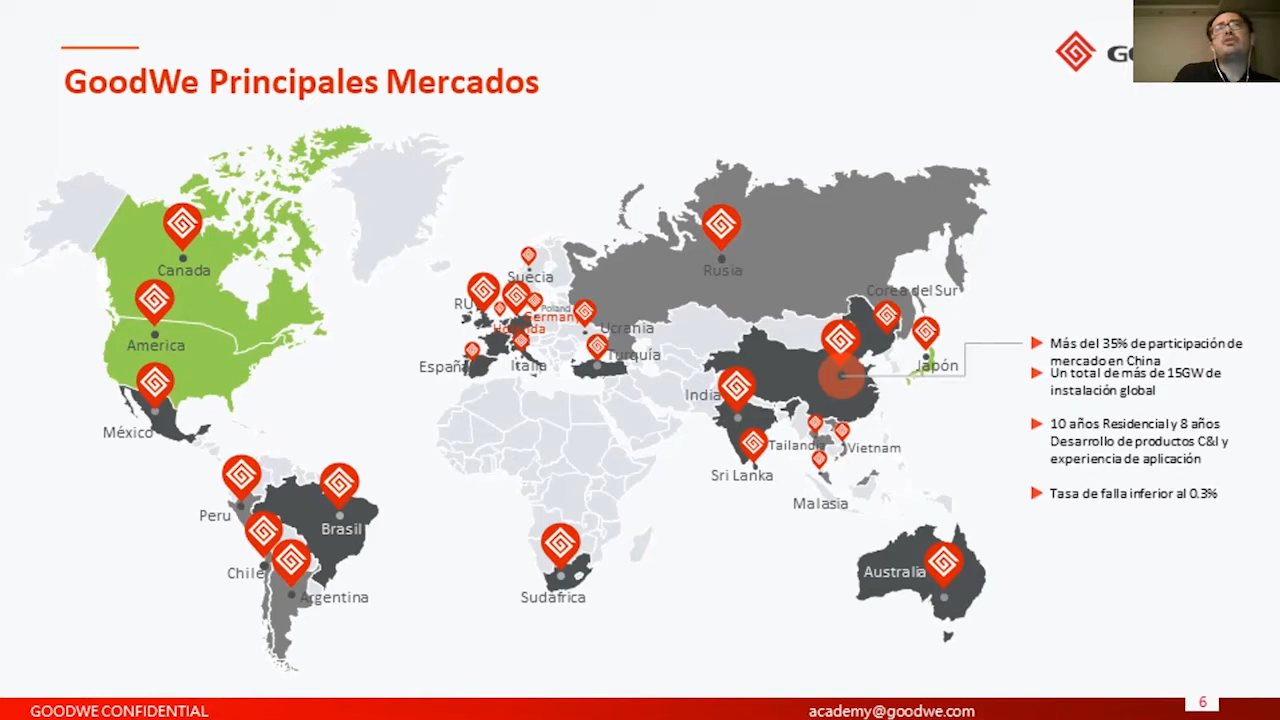 GoodWe Principales Mercados
Canada
America
México
Peru
Brasil
Chile
Argentina
Suecia
Poland
German
Holanda
Ucrania
Turquía
España
Italia
Rusia
Corea del Sur
Japón
India
Sri Lanka
Tailandia
Vietnam
Malasia
Sudáfrica
Australia
Más del 35% de participación de
mercado en China
Un total de más de 15GW de
instalación global
10 años Residencial y 8 años
Desarrollo de productos C&I y
experiencia de aplicación
Tasa de falla inferior al 0.3%
GOODWE CONFIDENTIAL
academy@goodwe.com
6